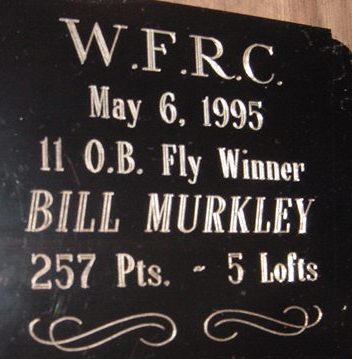 W.F.R.C.
May 6, 1995
11 O.B. Fly Winner
BILL MURKLEY
257 Pts. - 5 Lofts